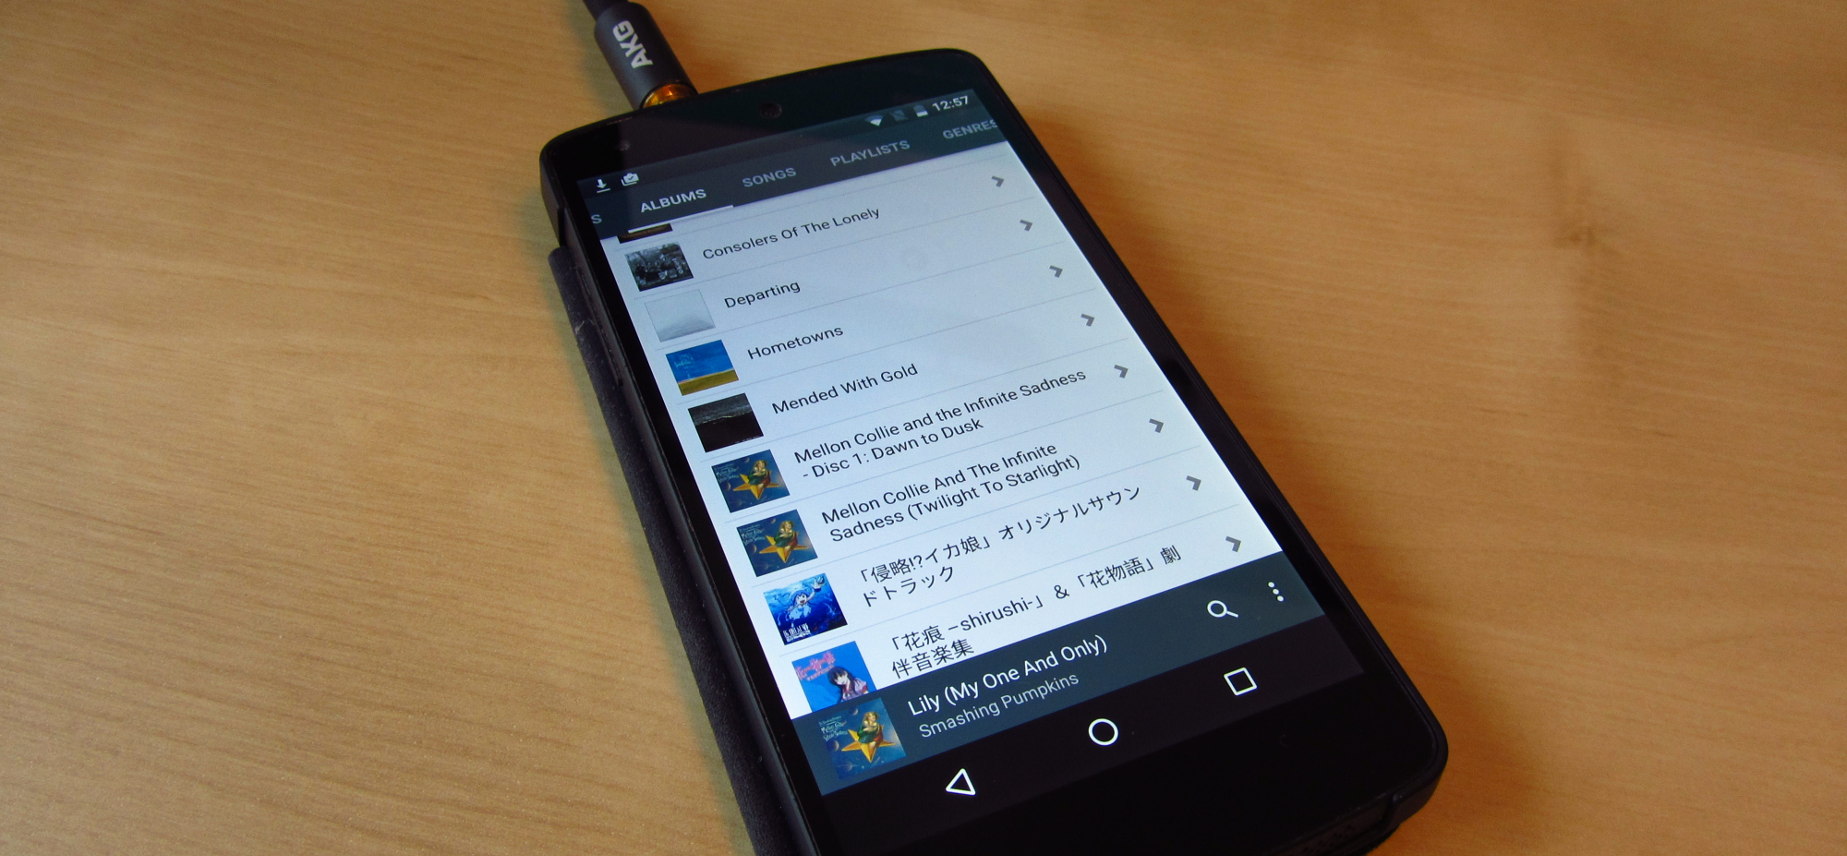 AKG
12:57
S
ALBUMS
SONGS
PLAYLISTS
GENRES
Consolers Of The Lonely
Departing
Hometowns
Mended With Gold
Mellon Collie and the Infinite Sadness
- Disc 1: Dawn to Dusk
Mellon Collie And The Infinite
Sadness (Twilight To Starlight)
「侵略!?イカ娘」オリジナルサウン
ドトラック
「花痕 –shirushi-」&「花物語」劇
伴音楽集
Lily (My One And Only)
Smashing Pumpkins